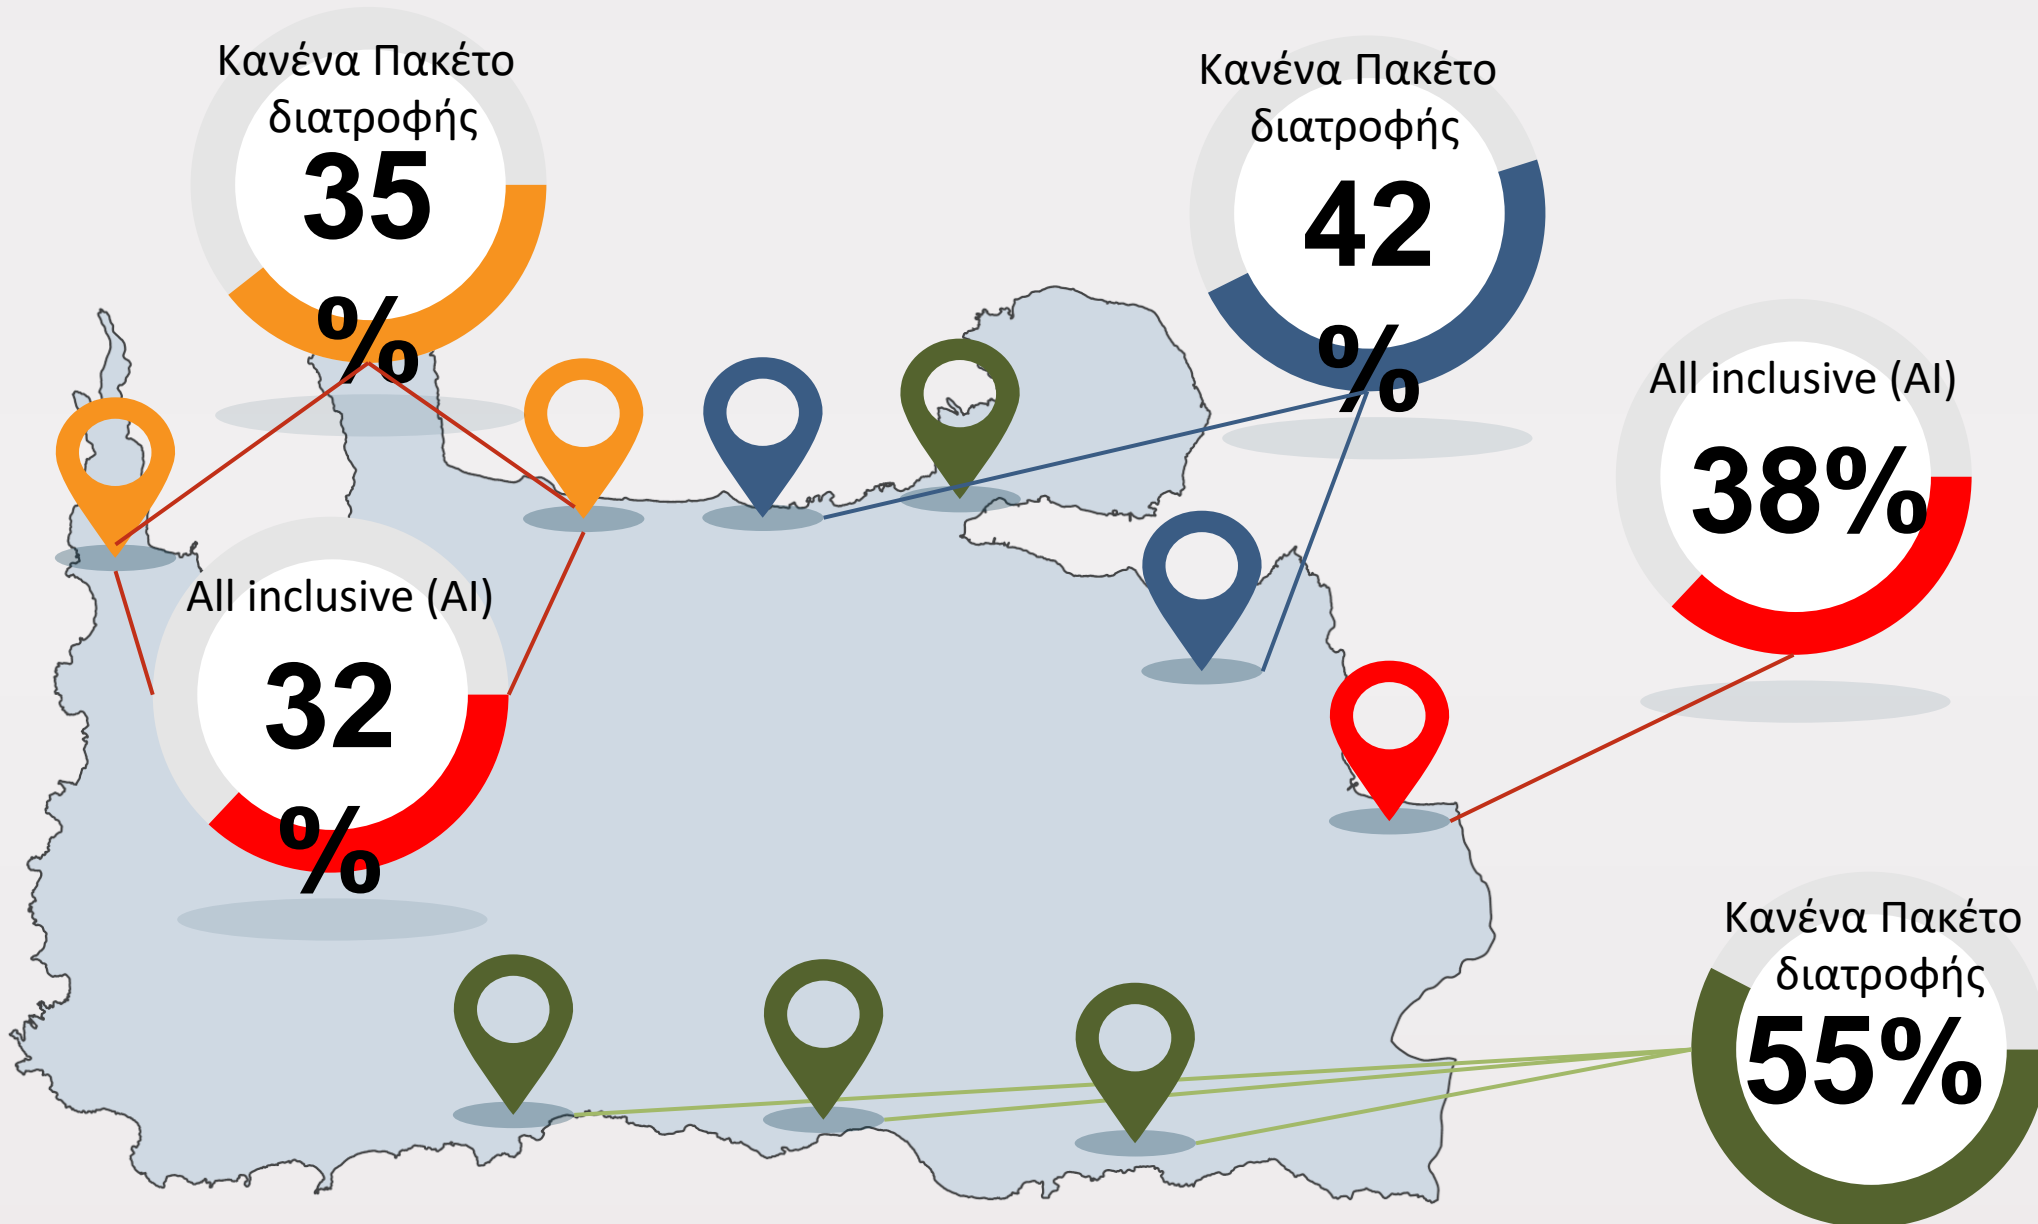 Κανένα Πακέτο
διατροφής
35
%
Κανένα Πακέτο
διατροφής
42
%
All inclusive (AI)
38%
All inclusive (AI)
32
%
Κανένα Πακέτο
διατροφής
55%